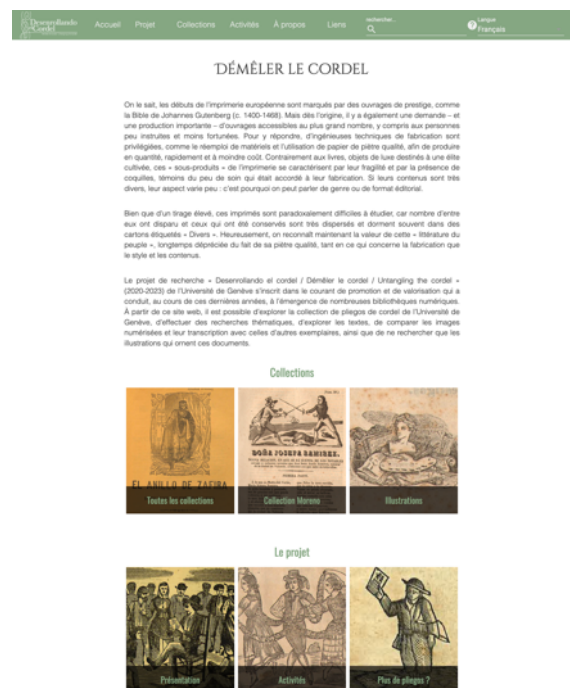 Desenrollando
el Cordel
Accueil Projet Collections Activités À propos Liens
rechercher...
Langue
Français
DÉMÊLER LE CORDEL
On le sait, les débuts de l'imprimerie européenne sont marqués par des ouvrages de prestige, comme
la Bible de Johannes Gutenberg (c. 1400-1468). Mais dès l'origine, il y a également une demande – et
une production importante – d'ouvrages accessibles au plus grand nombre, y compris aux personnes
peu instruites et moins fortunées. Pour y répondre, d'ingénieuses techniques de fabrication sont
privilégiées, comme le réemploi de matériels et l'utilisation de papier de piètre qualité, afin de produire
en quantité, rapidement et à moindre coût. Contrairement aux livres, objets de luxe destinés à une élite
cultivée, ces « sous-produits » de l'imprimerie se caractérisent par leur fragilité et par la présence de
coquilles, témoins du peu de soin qui était accordé à leur fabrication. Si leurs contenus sont très
divers, leur aspect varie peu : c'est pourquoi on peut parler de genre ou de format éditorial.
Bien que d'un tirage élevé, ces imprimés sont paradoxalement difficiles à étudier, car nombre d'entre
eux ont disparu et ceux qui ont été conservés sont très dispersés et dorment souvent dans des
cartons étiquetés « Divers ». Heureusement, on reconnaît maintenant la valeur de cette « littérature du
peuple », longtemps dépréciée du fait de sa piètre qualité, tant en ce qui concerne la fabrication que
le style et les contenus.
Le projet de recherche « Desenrollando el cordel / Démêler le cordel / Untangling the cordel »
(2020-2023) de l'Université de Genève s'inscrit dans le courant de promotion et de valorisation qui a
conduit, au cours de ces dernières années, à l'émergence de nombreuses bibliothèques numériques.
À partir de ce site web, il est possible d'explorer la collection de pliegos de cordel de l'Université de
Genève, d'effectuer des recherches thématiques, d'explorer les textes, de comparer les images
numérisées et leur transcription avec celles d'autres exemplaires, ainsi que de ne rechercher que les
illustrations qui ornent ces documents.
Collections
EL ANILLO DE ZAFIRA
DOÑA JOSEFA RAMIREZ.
Toutes les collections Collection Moreno Illustrations
Le projet
Présentation Activités Plus de pliegos ?